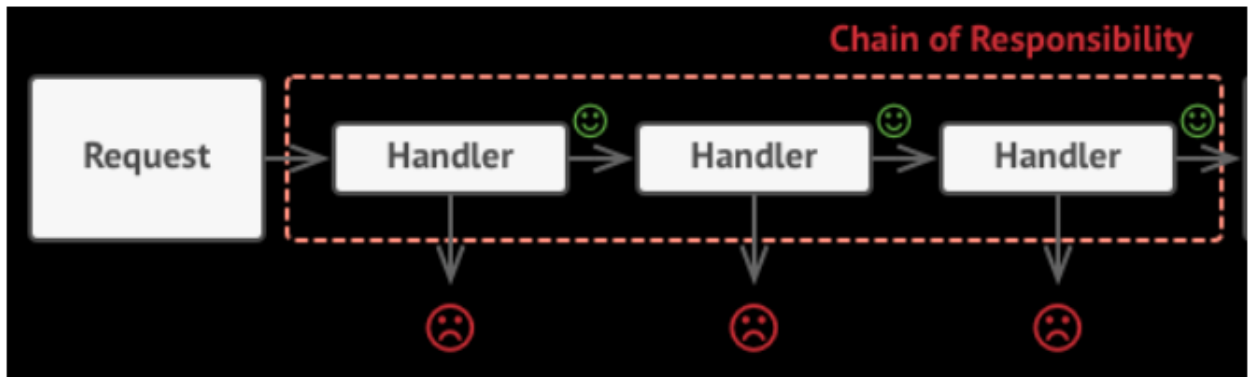 Chain of Responsibility
Request
Handler
Handler
Handler